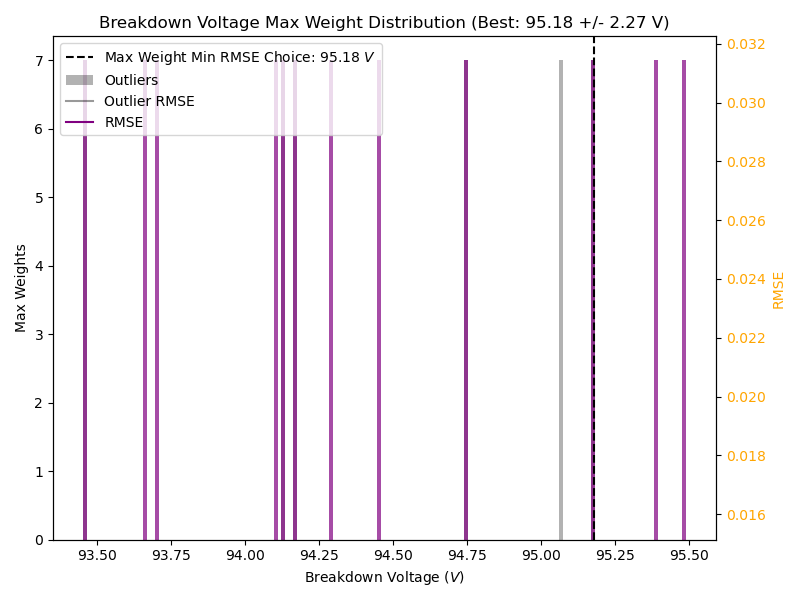 Breakdown Voltage Max Weight Distribution (Best: 95.18 +/- 2.27 V)
Max Weight Min RMSE Choice: 95.18 V
Outliers
Outlier RMSE
RMSE
Max Weights
7
6
5
4
3
2
1
0
0.032
0.030
0.028
0.026
0.024
0.022
0.020
0.018
0.016
RMSE
93.50 93.75 94.00 94.25 94.50 94.75 95.00 95.25 95.50
Breakdown Voltage (V)